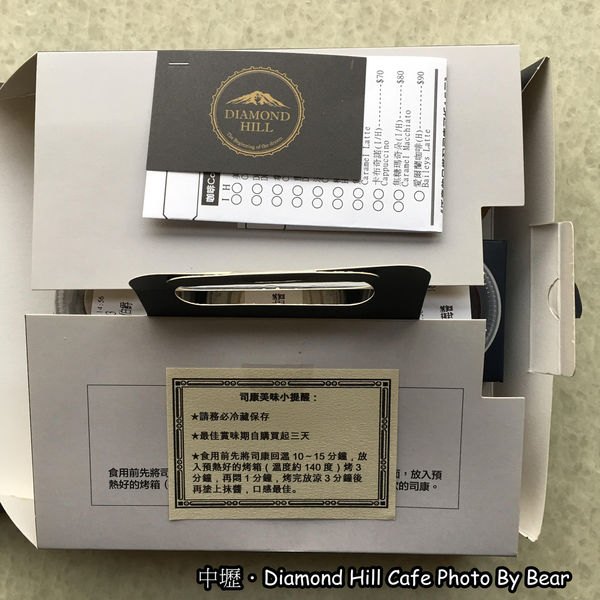 DIAMOND
HILL
The Beginning of the dream
咖啡Co
I H
Caramel Latte
卡布奇諾(I/H)----------$70
Cappuccino
焦糖瑪奇朵(I/H)--------$80
Caramel Macchiato
愛爾蘭咖啡(H)----------$90
Baileys Latte
14:56
司康美味小提醒：
★請務必冷藏保存
★最佳賞味期自購買起三天
★食用前先將司康回溫 10～15 分鐘，放
入預熱好的烤箱（溫度約 140 度）烤 3
分鐘，再悶 1 分鐘，烤完放涼 3 分鐘後
再塗上抹醬，口感最佳。
食用前先將司
，放入預
熱好的烤箱（
的司康。
中壢・Diamond Hill Cafe Photo By Bear